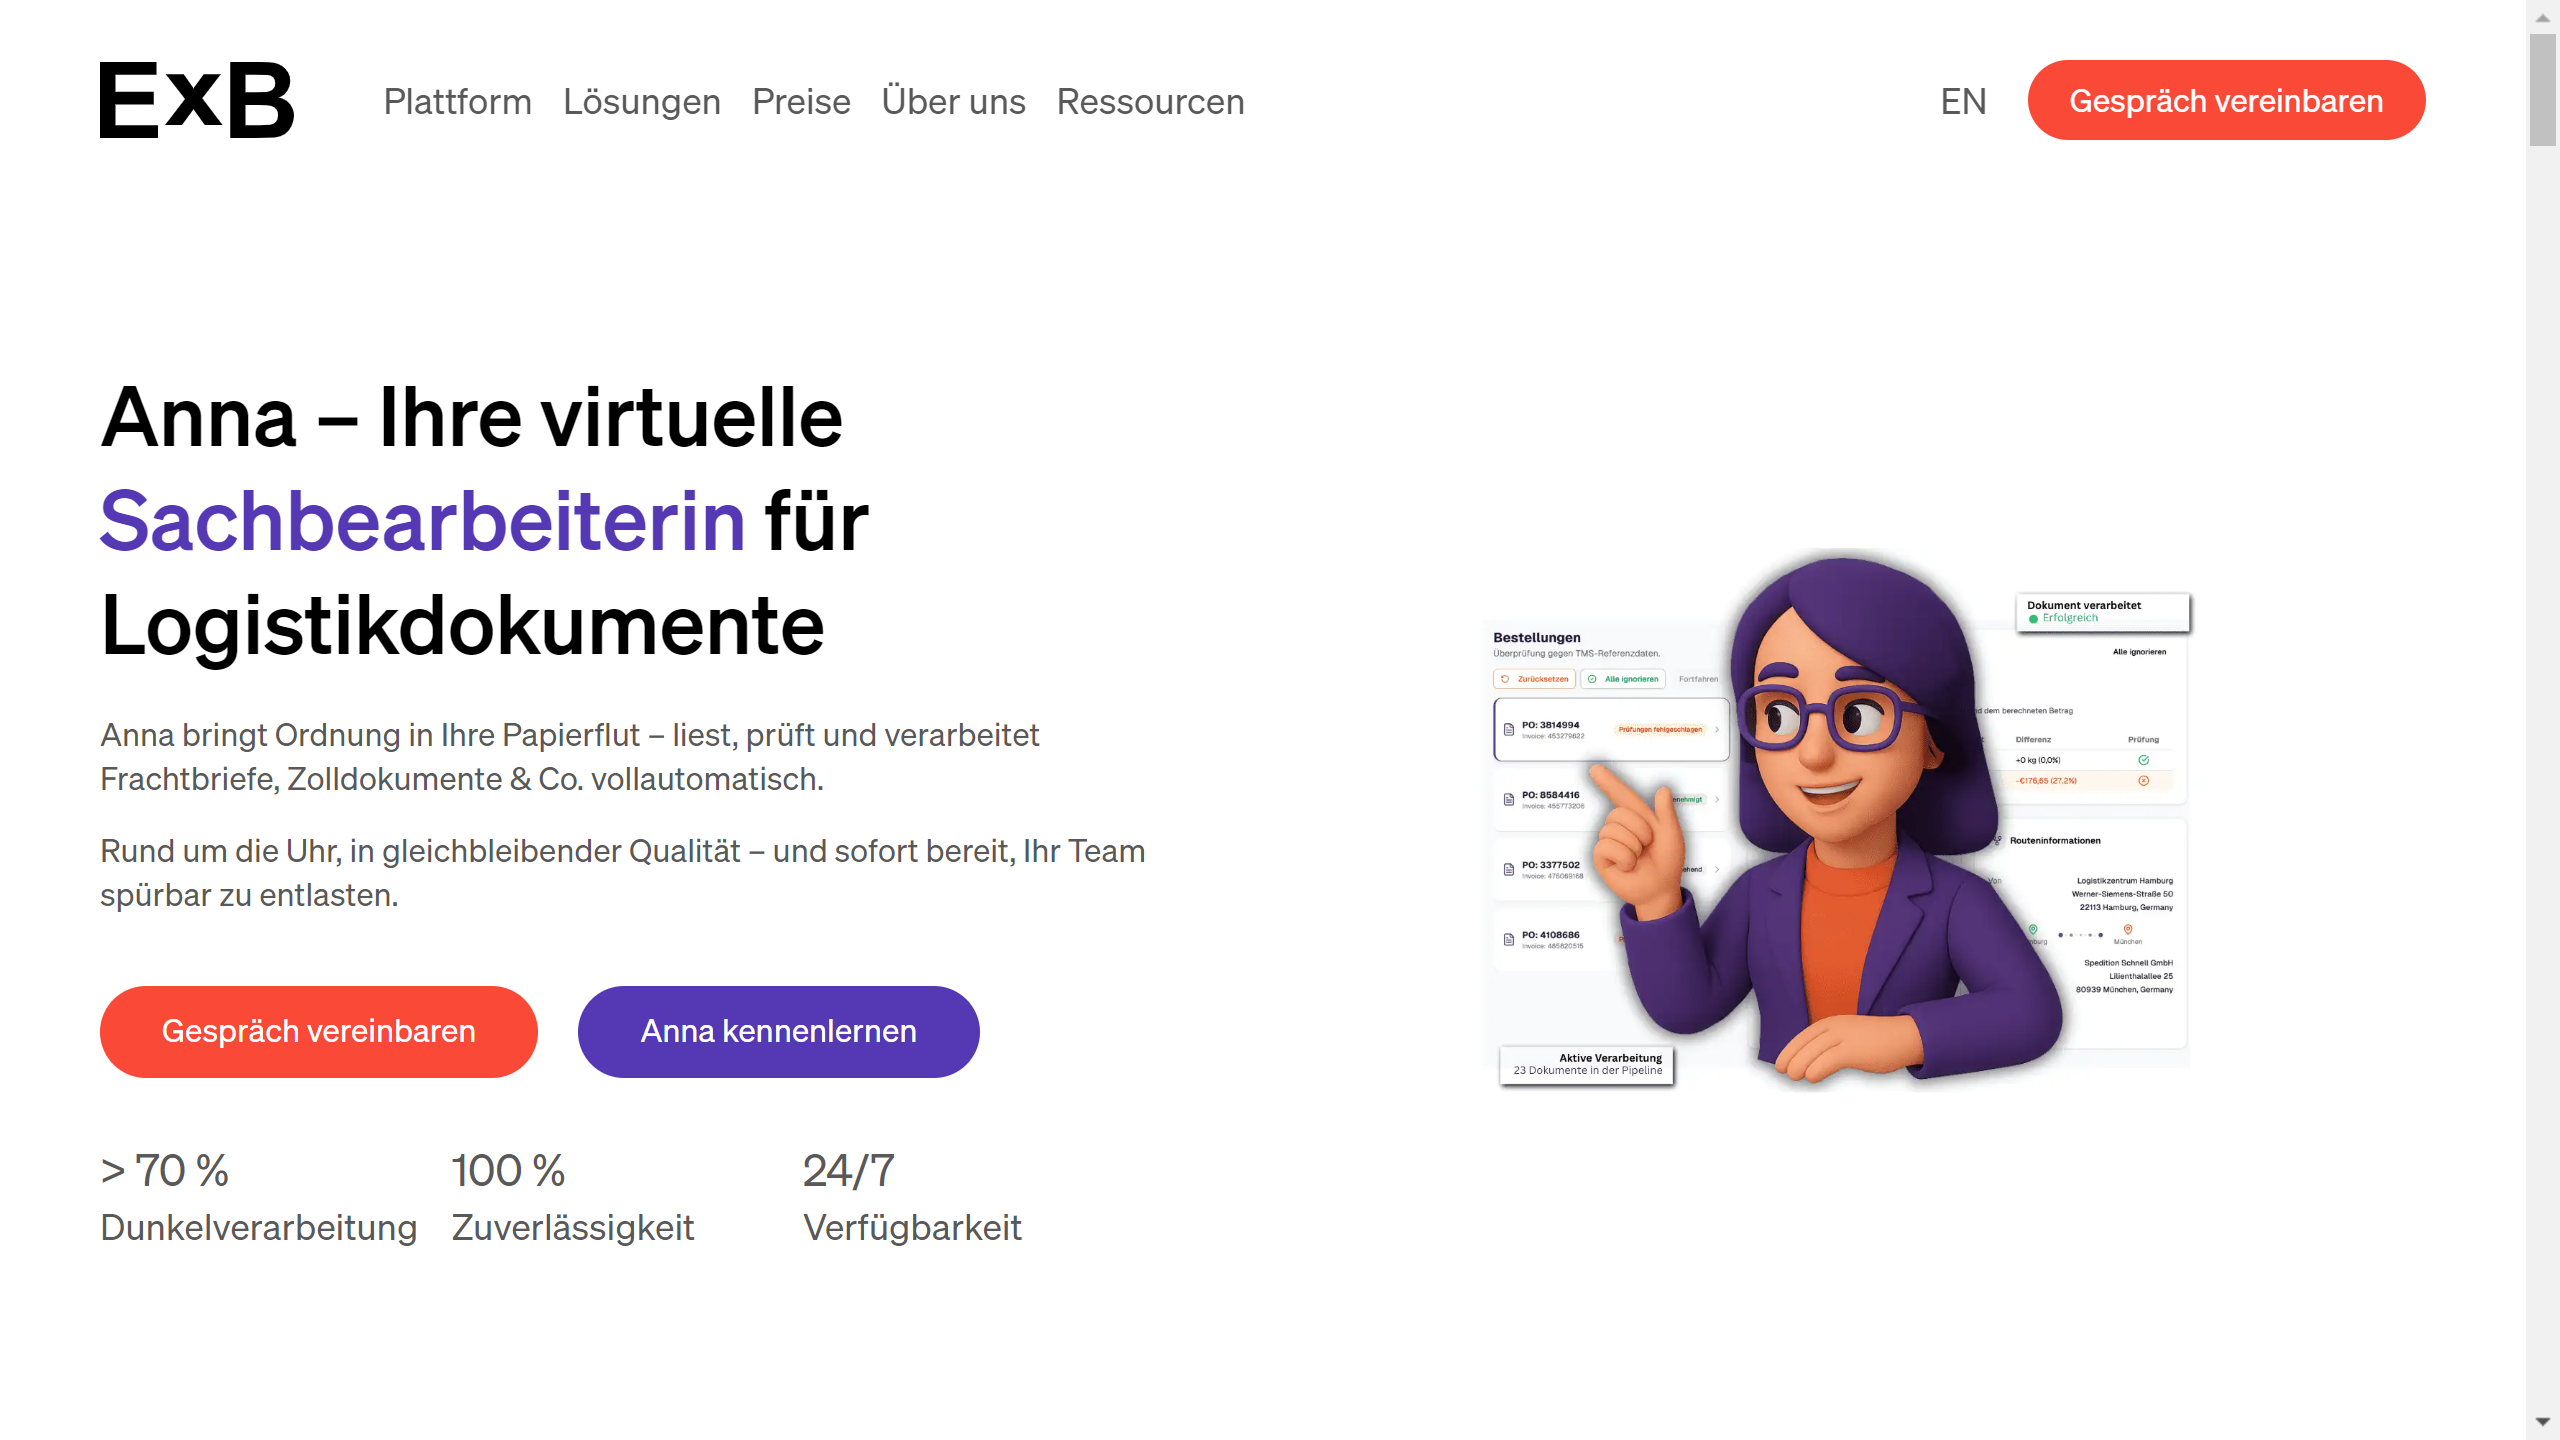 ExB
Plattform Lösungen Preise Über uns Ressourcen
EN Gespräch vereinbaren
Anna – Ihre virtuelle
Sachbearbeiterin für
Logistikdokumente
Anna bringt Ordnung in Ihre Papierflut – liest, prüft und verarbeitet
Frachtbriefe, Zolldokumente & Co. vollautomatisch.
Rund um die Uhr, in gleichbleibender Qualität – und sofort bereit, Ihr Team
spürbar zu entlasten.
Gespräch vereinbaren Anna kennenlernen
> 70 %
Dunkelverarbeitung
100 %
Zuverlässigkeit
24/7
Verfügbarkeit
Bestellungen
Überprüfung gegen TMS-Referenzdaten.
Zurücksetzen Alle ignorieren Fortfahren
PO: 3814994
Invoice: 453279622
Prüfungen fehlgeschlagen
PO: 8584416
Invoice: 455773206
PO: 3377502
Invoice: 475069168
PO: 4108686
Invoice: 485820515
Aktive Verarbeitung
23 Dokumente in der Pipeline
Dokument verarbeitet
Erfolgreich
Alle ignorieren
dem berechneten Betrag
Differenz Prüfung
+0 kg (0,0%)
-€176,65 (27.2%)
Routeninformationen
Von
Logistikzentrum Hamburg
Werner-Siemens-Straße 50
22113 Hamburg, Germany
München
Spedition Schnell GmbH
Lilienthalallee 25
80939 München, Germany